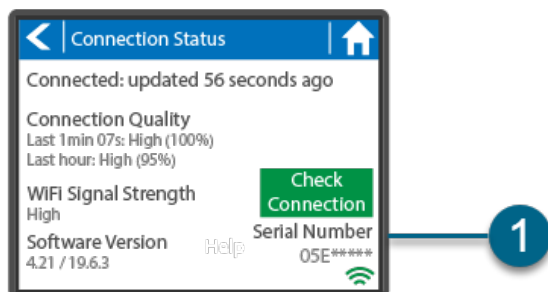 Connection Status
Connected: updated 56 seconds ago
Connection Quality
Last 1min 07s: High (100%)
Last hour: High (95%)
WiFi Signal Strength
High
Check
Connection
Software Version
4.21 / 19.6.3
Help
Serial Number
05E*****
1